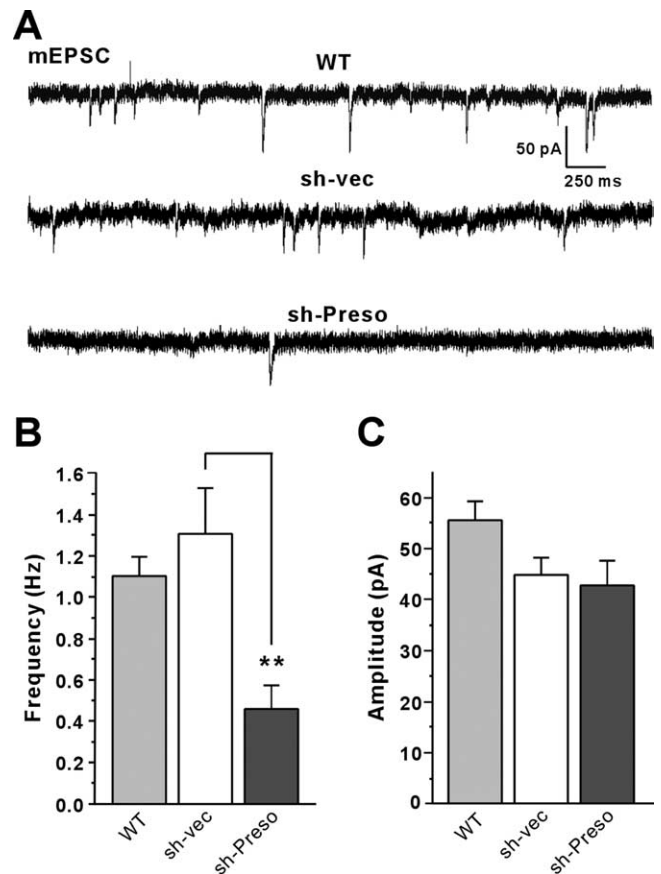 A
mEPSC
WT
50 pA
250 ms
sh-vec
sh-Preso
B
Frequency (Hz)
1.6
1.4
1.2
1.0
0.8
0.6
0.4
0.2
0.0
**
WT
sh-vec
sh-Preso
C
Amplitude (pA)
60
50
40
30
20
10
0
WT
sh-vec
sh-Preso